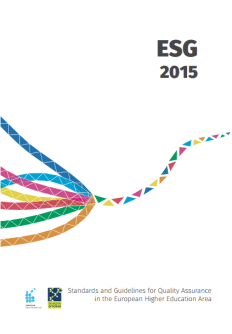 ESG
2015
Standards and Guidelines for Quality Assurance
in the European Higher Education Area